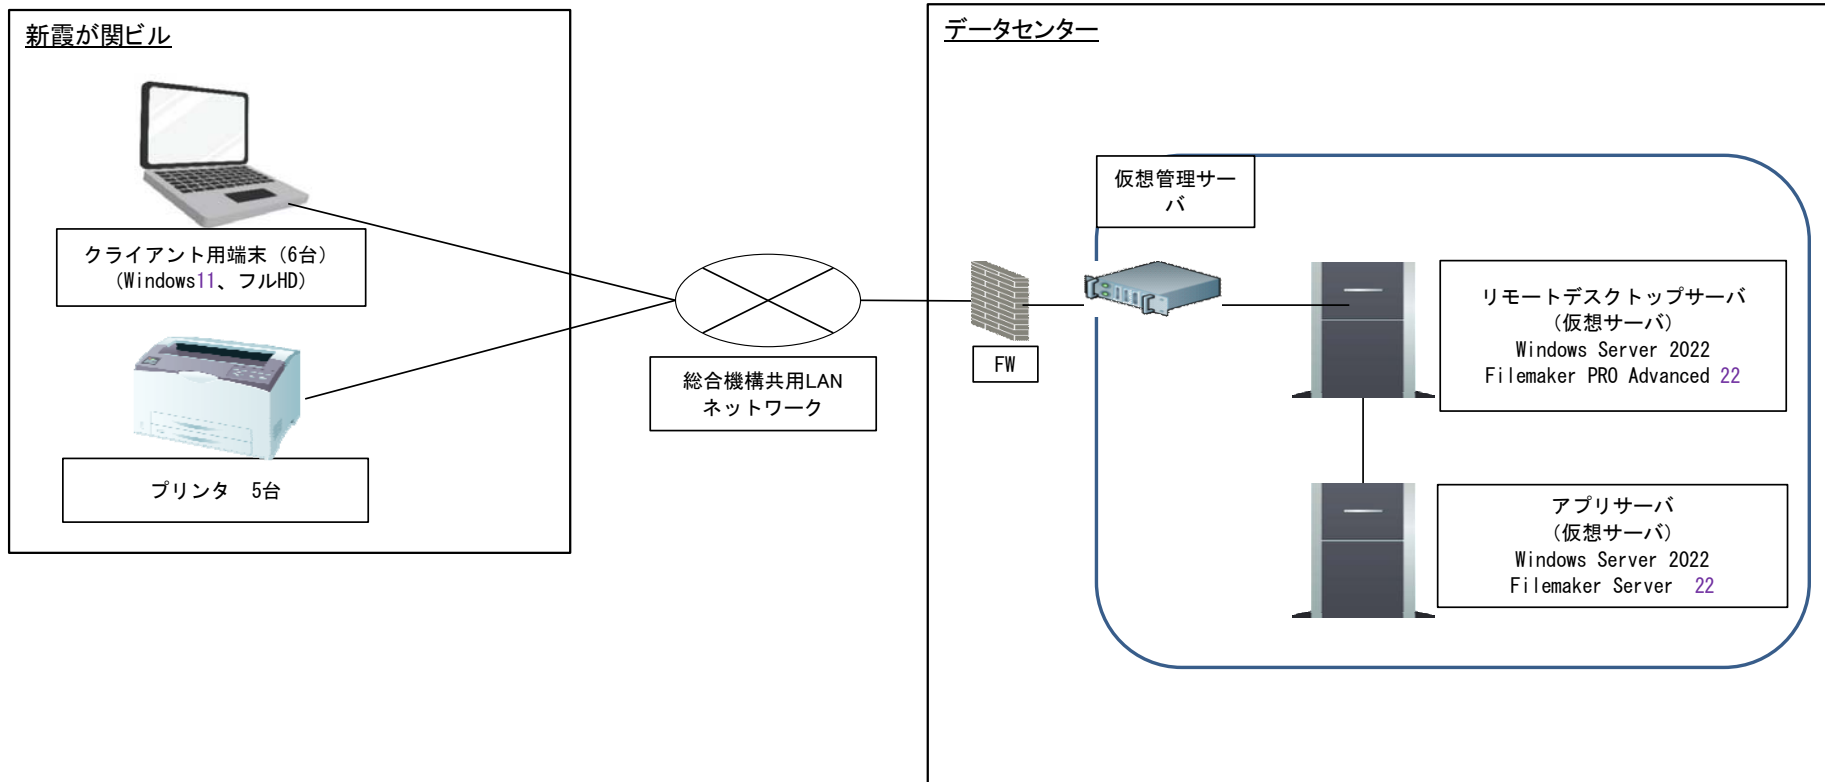 新霞が関ビル
クライアント用端末（6台）
（Windows11、フルHD）
プリンタ　5台
総合機構共用LAN
ネットワーク
データセンター
FW
仮想管理サー
バ
リモートデスクトップサーバ
（仮想サーバ）
Windows Server 2022
Filemaker PRO Advanced 22
アプリサーバ
（仮想サーバ）
Windows Server 2022
Filemaker Server  22